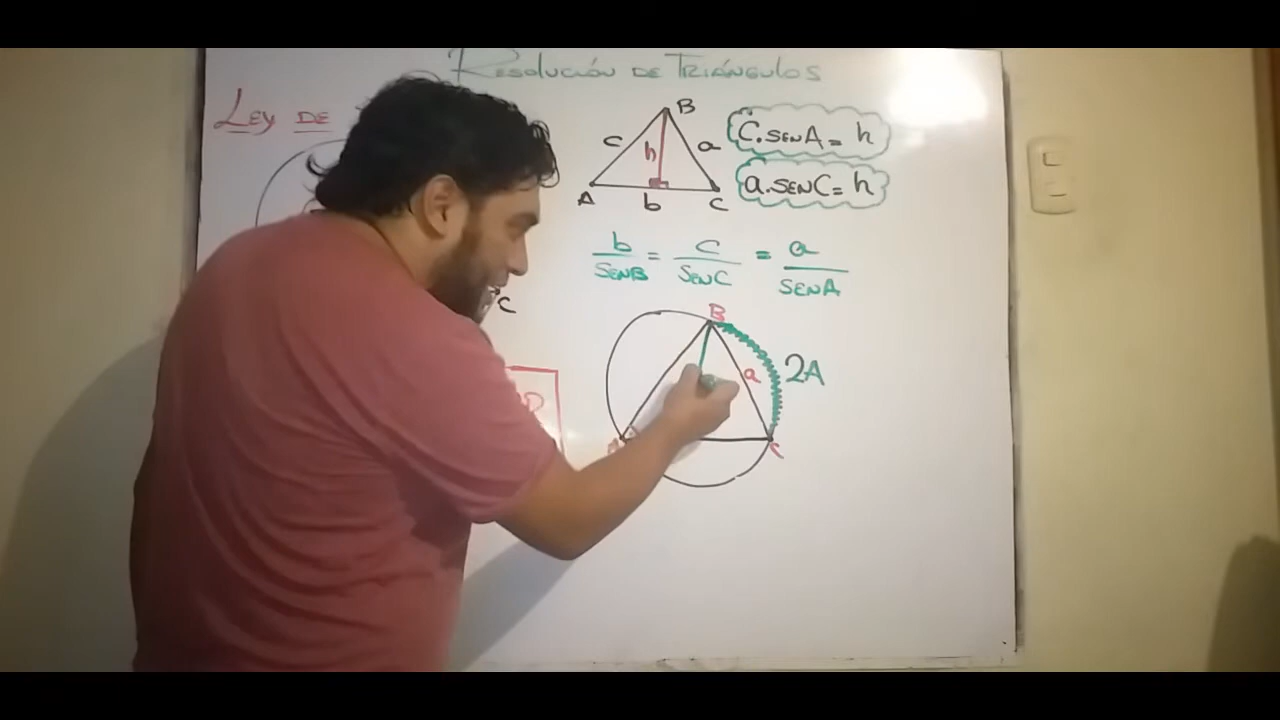 RESOLUCIÓN DE TRIÁNGULOS
LEY DE
B
c h a
A b C
C.SENA = h
a.SENC = h
b/SENB = c/SENC = a/SENA
C
B
a 2A
C